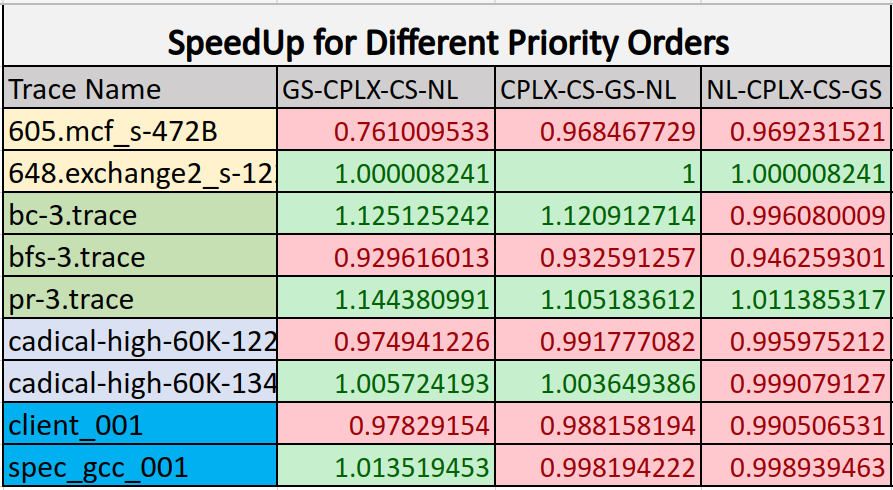 SpeedUp for Different Priority Orders
Trace Name GS-CPLX-CS-NL CPLX-CS-GS-NL NL-CPLX-CS-GS
605.mcf_s-472B 0.761009533 0.968467729 0.969231521
648.exchange2_s-12 1.000008241 1 1.000008241
bc-3.trace 1.125125242 1.120912714 0.996080009
bfs-3.trace 0.929616013 0.932591257 0.946259301
pr-3.trace 1.144380991 1.105183612 1.011385317
cadical-high-60K-122 0.974941226 0.991777082 0.995975212
cadical-high-60K-134 1.005724193 1.003649386 0.999079127
client_001 0.97829154 0.988158194 0.990506531
spec_gcc_001 1.013519453 0.998194222 0.998939463